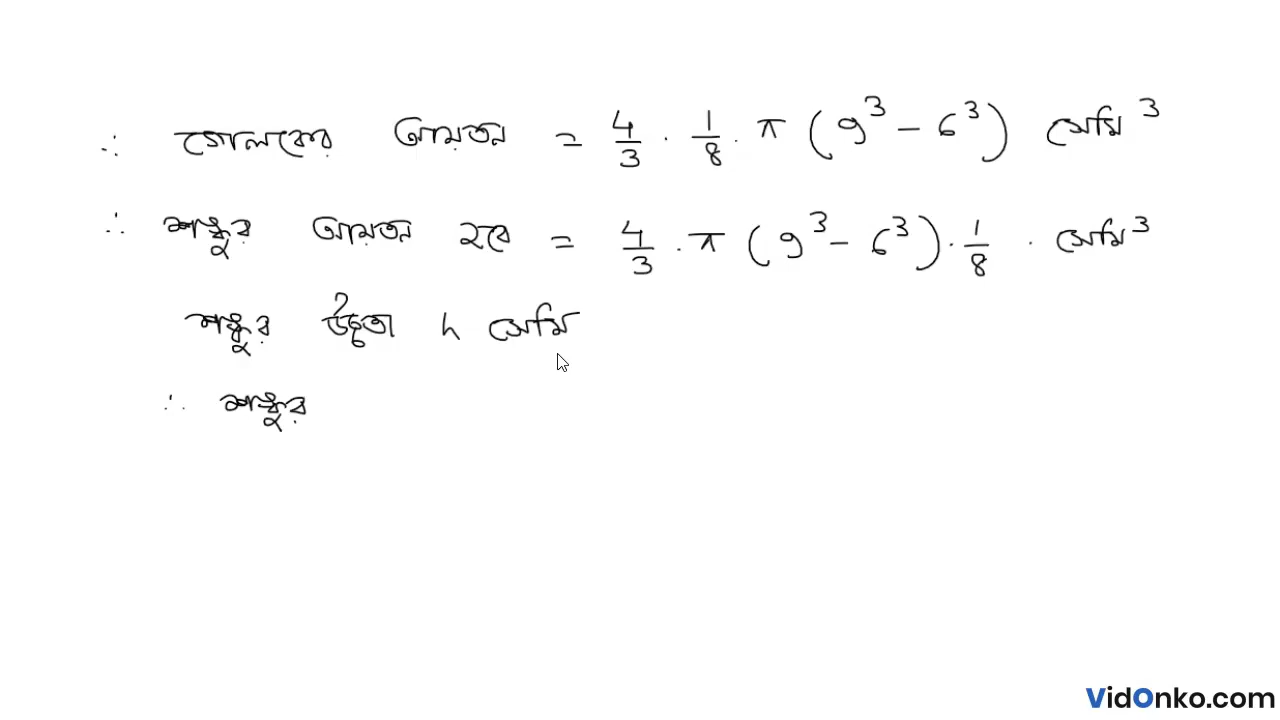 ∴ গোলকের আয়তন = 4/3 · 1/8 · π (9³ − 6³) সেমি³
∴ শঙ্কুর আয়তন হবে = 4/3 · π (9³ − 6³) · 1/8 · সেমি³
শঙ্কুর উচ্চতা h সেমি
∴ শঙ্কুর
VidOnko.com